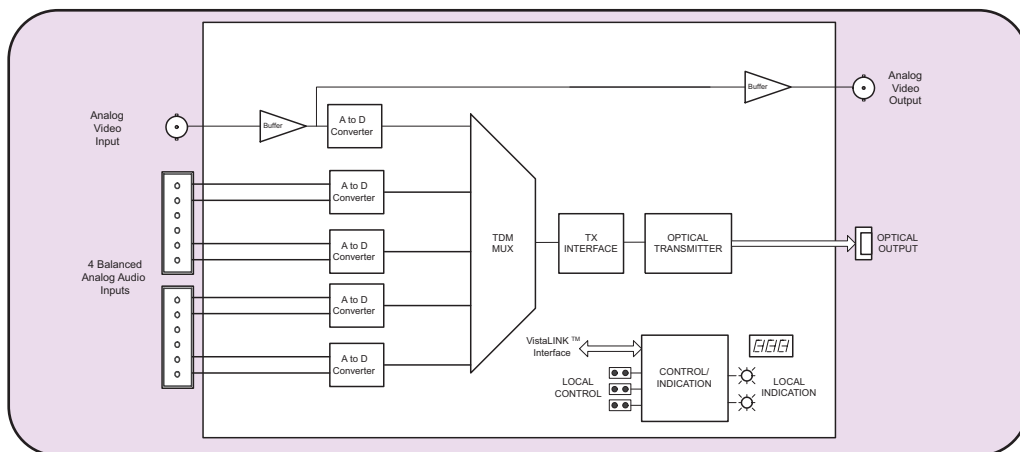 Analog
Video
Input
Buffer
A to D
Converter
Buffer
Analog
Video
Output
A to D
Converter
A to D
Converter
4 Balanced
Analog Audio
Inputs
A to D
Converter
A to D
Converter
TDM
MUX
TX
INTERFACE
OPTICAL
TRANSMITTER
OPTICAL
OUTPUT
VistaLINK ™
Interface
LOCAL
CONTROL
CONTROL/
INDICATION
LOCAL
INDICATION